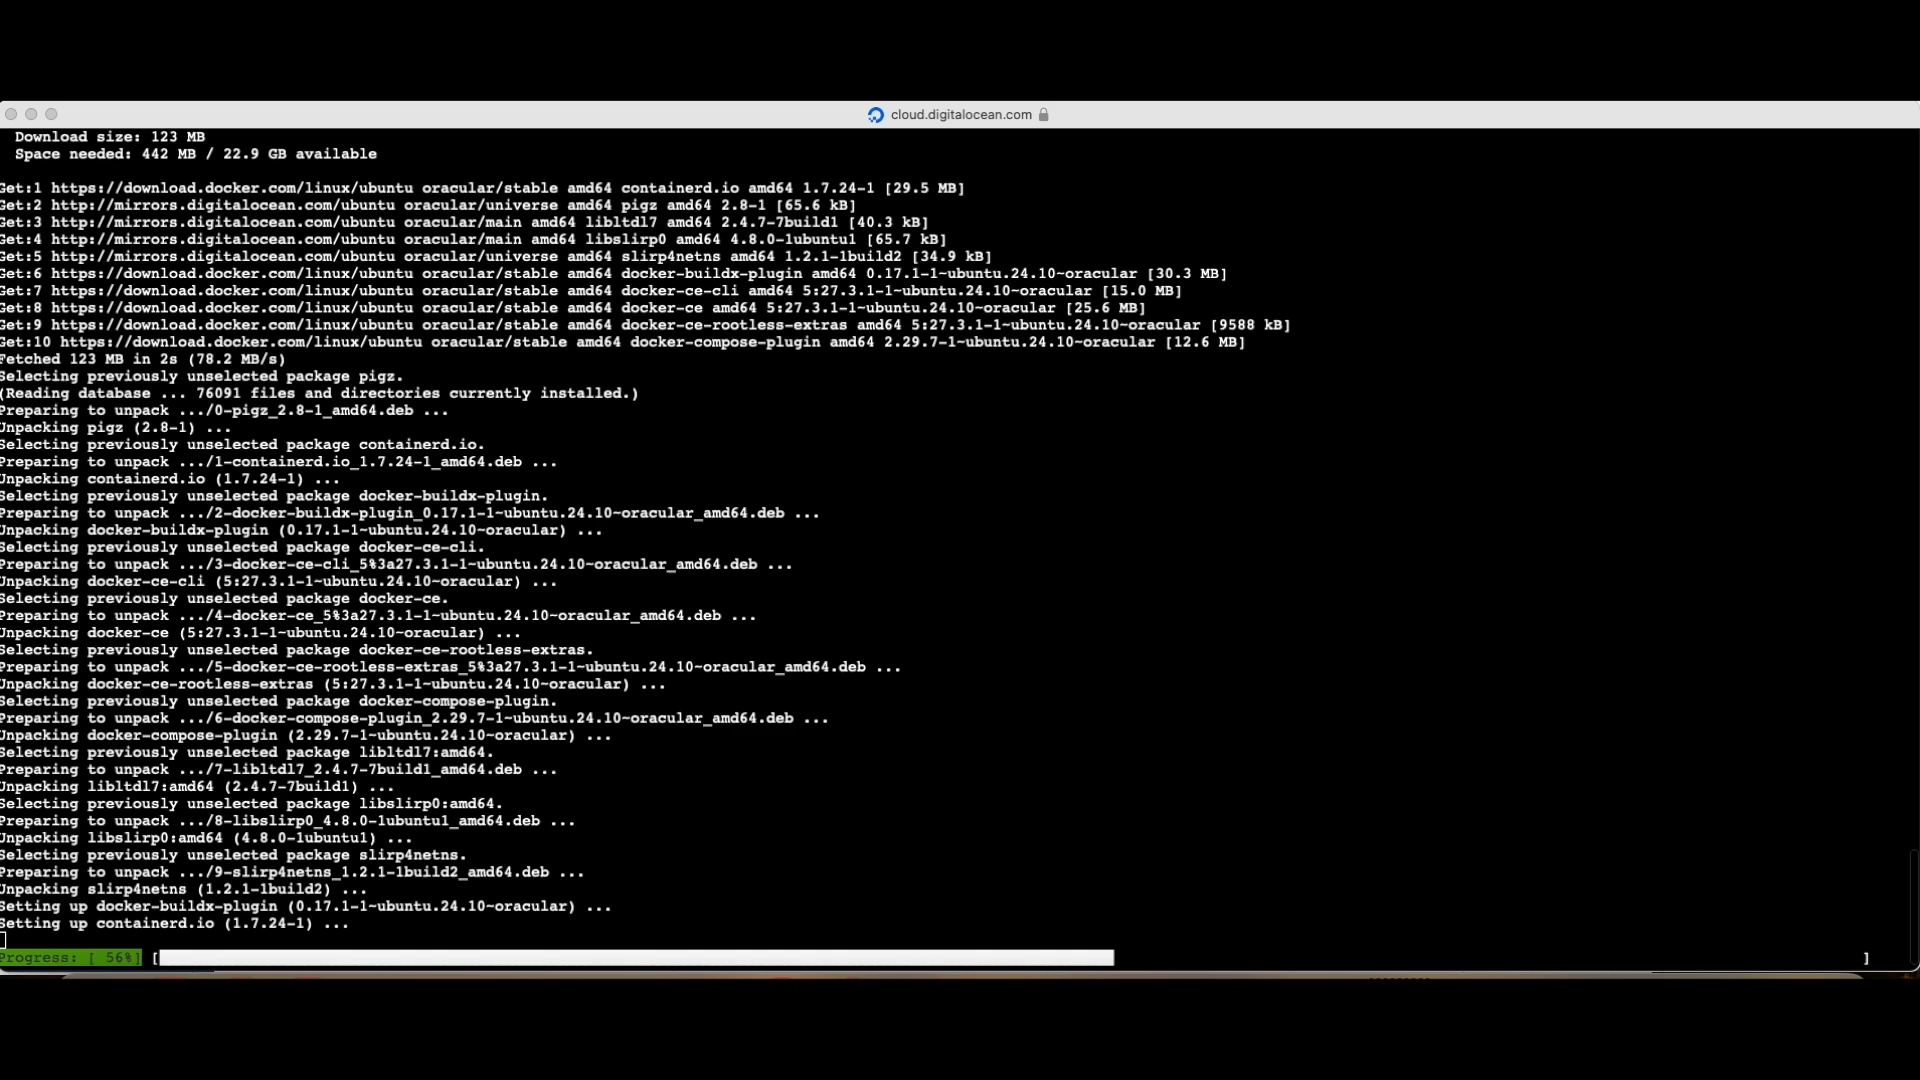 cloud.digitalocean.com
Download size: 123 MB
Space needed: 442 MB / 22.9 GB available
Get:1 https://download.docker.com/linux/ubuntu oracular/stable amd64 containerd.io amd64 1.7.24-1 [29.5 MB]
Get:2 http://mirrors.digitalocean.com/ubuntu oracular/universe amd64 pigz amd64 2.8-1 [65.6 kB]
Get:3 http://mirrors.digitalocean.com/ubuntu oracular/main amd64 libltdl7 amd64 2.4.7-7build1 [40.3 kB]
Get:4 http://mirrors.digitalocean.com/ubuntu oracular/main amd64 libslirp0 amd64 4.8.0-1ubuntu1 [65.7 kB]
Get:5 http://mirrors.digitalocean.com/ubuntu oracular/universe amd64 slirp4netns amd64 1.2.1-1build2 [34.9 kB]
Get:6 https://download.docker.com/linux/ubuntu oracular/stable amd64 docker-buildx-plugin amd64 0.17.1-1~ubuntu.24.10~oracular [30.3 MB]
Get:7 https://download.docker.com/linux/ubuntu oracular/stable amd64 docker-ce-cli amd64 5:27.3.1-1~ubuntu.24.10~oracular [15.0 MB]
Get:8 https://download.docker.com/linux/ubuntu oracular/stable amd64 docker-ce amd64 5:27.3.1-1~ubuntu.24.10~oracular [25.6 MB]
Get:9 https://download.docker.com/linux/ubuntu oracular/stable amd64 docker-ce-rootless-extras amd64 5:27.3.1-1~ubuntu.24.10~oracular [9588 kB]
Get:10 https://download.docker.com/linux/ubuntu oracular/stable amd64 docker-compose-plugin amd64 2.29.7-1~ubuntu.24.10~oracular [12.6 MB]
Fetched 123 MB in 2s (78.2 MB/s)
Selecting previously unselected package pigz.
(Reading database ... 76091 files and directories currently installed.)
Preparing to unpack .../0-pigz_2.8-1_amd64.deb ...
Unpacking pigz (2.8-1) ...
Selecting previously unselected package containerd.io.
Preparing to unpack .../1-containerd.io_1.7.24-1_amd64.deb ...
Unpacking containerd.io (1.7.24-1) ...
Selecting previously unselected package docker-buildx-plugin.
Preparing to unpack .../2-docker-buildx-plugin_0.17.1-1~ubuntu.24.10~oracular_amd64.deb ...
Unpacking docker-buildx-plugin (0.17.1-1~ubuntu.24.10~oracular) ...
Selecting previously unselected package docker-ce-cli.
Preparing to unpack .../3-docker-ce-cli_5%3a27.3.1-1~ubuntu.24.10~oracular_amd64.deb ...
Unpacking docker-ce-cli (5:27.3.1-1~ubuntu.24.10~oracular) ...
Selecting previously unselected package docker-ce.
Preparing to unpack .../4-docker-ce_5%3a27.3.1-1~ubuntu.24.10~oracular_amd64.deb ...
Unpacking docker-ce (5:27.3.1-1~ubuntu.24.10~oracular) ...
Selecting previously unselected package docker-ce-rootless-extras.
Preparing to unpack .../5-docker-ce-rootless-extras_5%3a27.3.1-1~ubuntu.24.10~oracular_amd64.deb ...
Unpacking docker-ce-rootless-extras (5:27.3.1-1~ubuntu.24.10~oracular) ...
Selecting previously unselected package docker-compose-plugin.
Preparing to unpack .../6-docker-compose-plugin_2.29.7-1~ubuntu.24.10~oracular_amd64.deb ...
Unpacking docker-compose-plugin (2.29.7-1~ubuntu.24.10~oracular) ...
Selecting previously unselected package libltdl7:amd64.
Preparing to unpack .../7-libltdl7_2.4.7-7build1_amd64.deb ...
Unpacking libltdl7:amd64 (2.4.7-7build1) ...
Selecting previously unselected package libslirp0:amd64.
Preparing to unpack .../8-libslirp0_4.8.0-1ubuntu1_amd64.deb ...
Unpacking libslirp0:amd64 (4.8.0-1ubuntu1) ...
Selecting previously unselected package slirp4netns.
Preparing to unpack .../9-slirp4netns_1.2.1-1build2_amd64.deb ...
Unpacking slirp4netns (1.2.1-1build2) ...
Setting up docker-buildx-plugin (0.17.1-1~ubuntu.24.10~oracular) ...
Setting up containerd.io (1.7.24-1) ...
Progress: [ 56%] [ ]